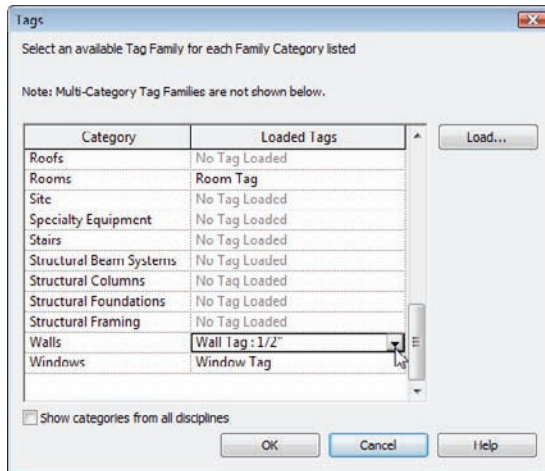 Tags
Select an available Tag Family for each Family Category listed
Note: Multi-Category Tag Families are not shown below.
Category Loaded Tags Load...
Roofs No Tag Loaded
Rooms Room Tag
Site No Tag Loaded
Specialty Equipment No Tag Loaded
Stairs No Tag Loaded
Structural Beam Systems No Tag Loaded
Structural Columns No Tag Loaded
Structural Foundations No Tag Loaded
Structural Framing No Tag Loaded
Walls Wall Tag : 1/2"
Windows Window Tag
Show categories from all disciplines
OK Cancel Help